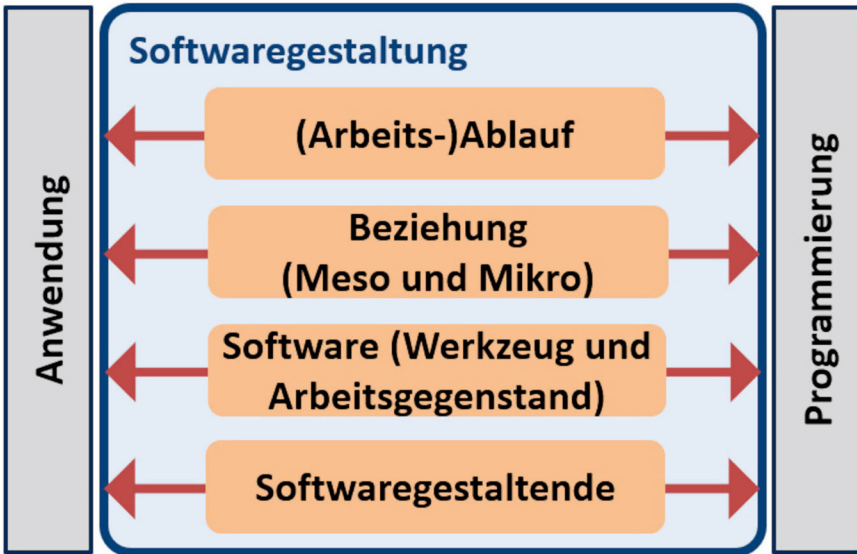 Softwaregestaltung
Anwendung
(Arbeits-)Ablauf
Beziehung
(Meso und Mikro)
Software (Werkzeug und
Arbeitsgegenstand)
Softwaregestaltende
Programmierung